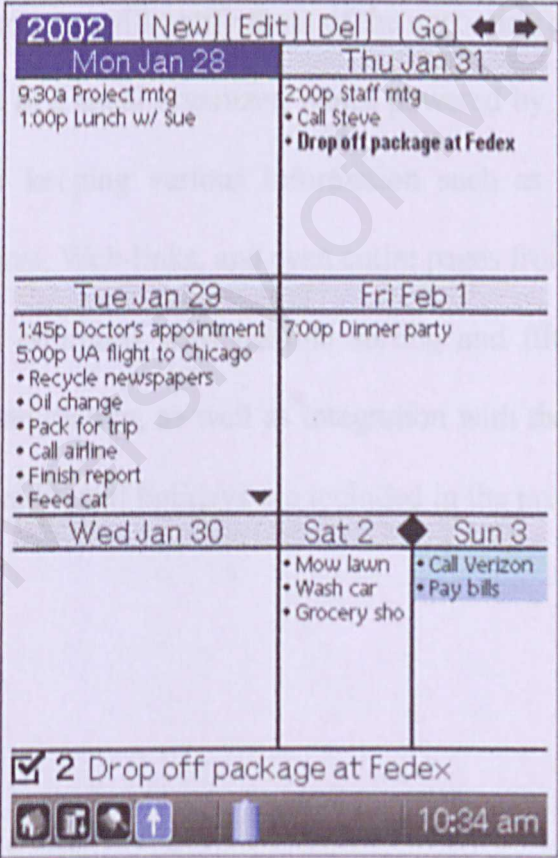 2002 New Edit Del Go
Mon Jan 28
9:30a Project mtg
1:00p Lunch w/ Sue
Thu Jan 31
2:00p Staff mtg
• Call Steve
• Drop off package at Fedex
Tue Jan 29
1:45p Doctor's appointment
5:00p UA flight to Chicago
• Recycle newspapers
• Oil change
• Pack for trip
• Call airline
• Finish report
• Feed cat
Fri Feb 1
7:00p Dinner party
Wed Jan 30
Sat 2
• Mow lawn
• Wash car
• Grocery sho
Sun 3
• Call Verizon
• Pay bills
2 Drop off package at Fedex
10:34 am